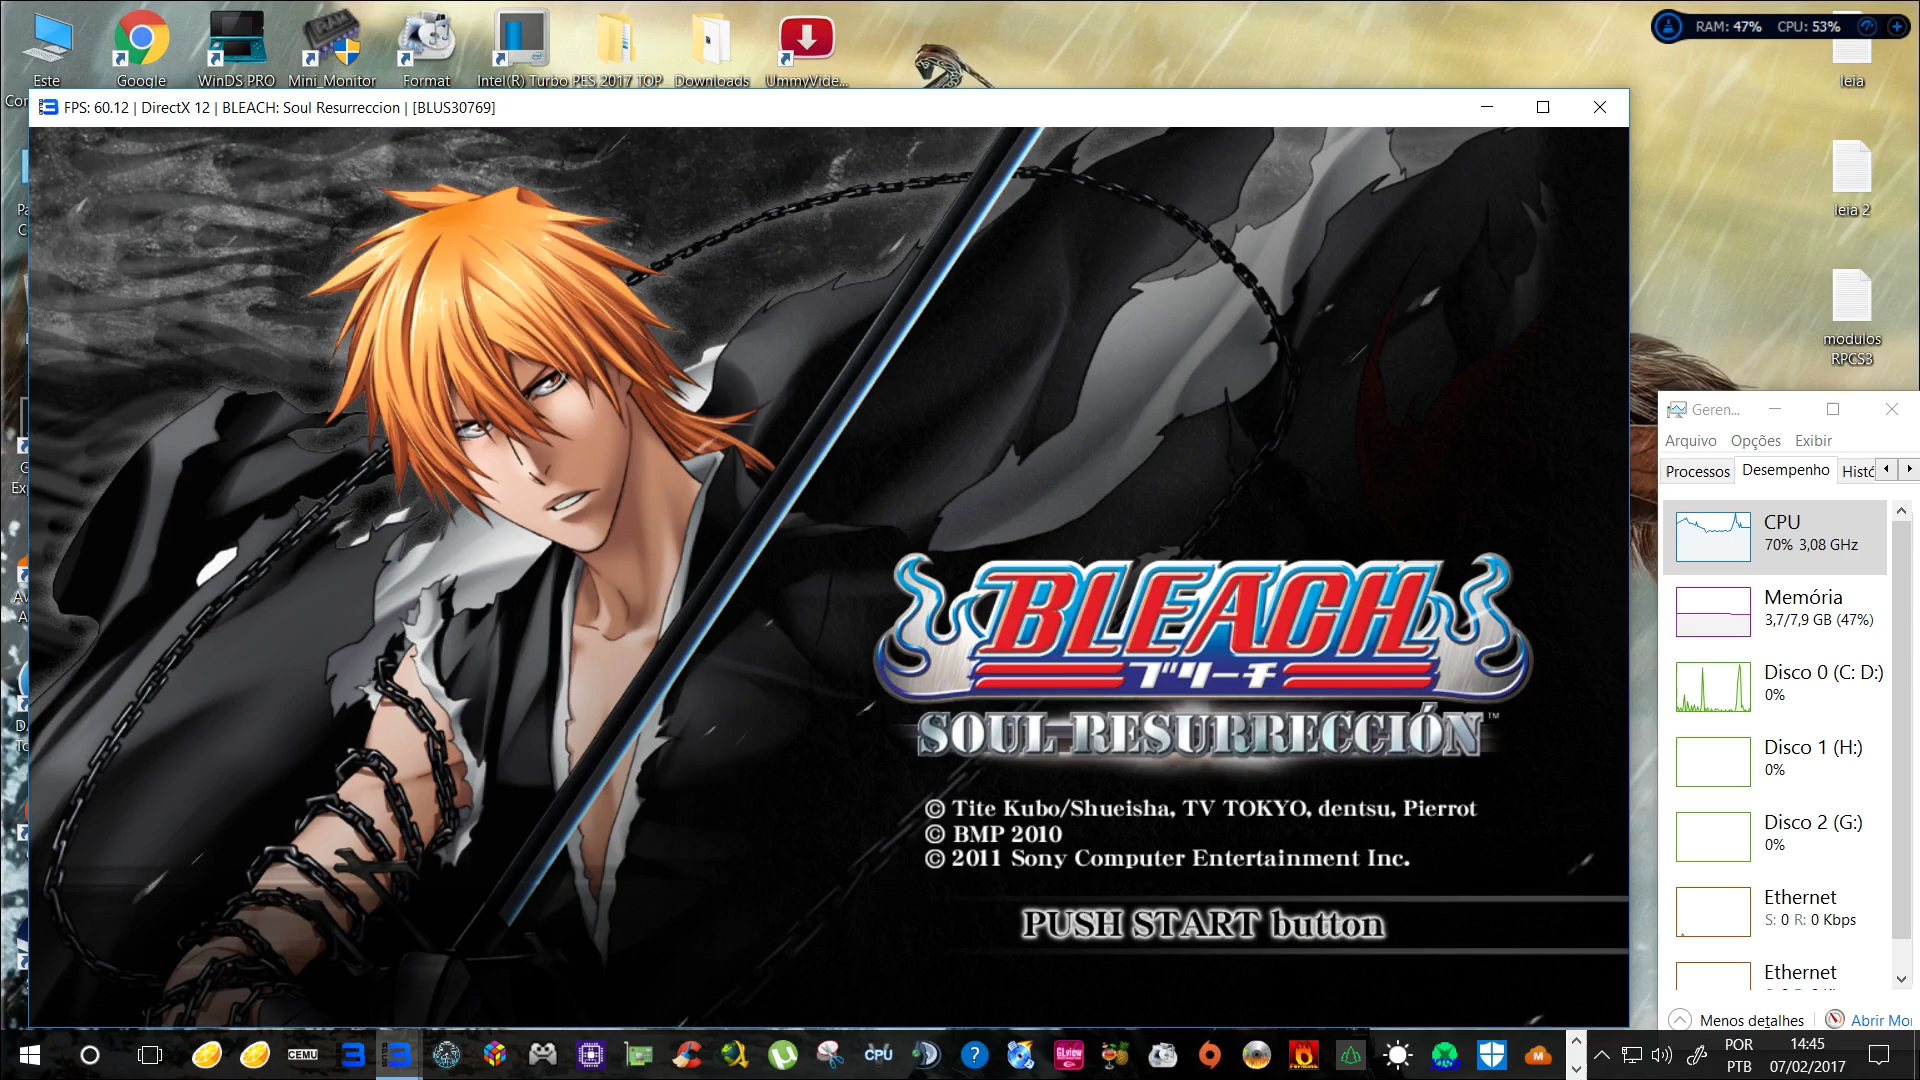 Este
Google
WinDS PRO
Mini_Monitor
Format
Intel(R) Turbo
PES 2017 TOP
Downloads
UmmyVide...
RAM: 47% CPU: 53%
leia
leia 2
modulos
RPCS3
FPS: 60.12 | DirectX 12 | BLEACH: Soul Resurreccion | [BLUS30769]
BLEACH
ブリーチ
SOUL RESURRECCIÓN™
© Tite Kubo/Shueisha, TV TOKYO, dentsu, Pierrot
© BMP 2010
© 2011 Sony Computer Entertainment Inc.
PUSH START button
Geren...
Arquivo Opções Exibir
Processos Desempenho Histó
CPU
70% 3,08 GHz
Memória
3,7/7,9 GB (47%)
Disco 0 (C: D:)
0%
Disco 1 (H:)
0%
Disco 2 (G:)
0%
Ethernet
S: 0 R: 0 Kbps
Ethernet
Menos detalhes
Abrir Mor
CEMU
CPU
GLview
POR
PTB
14:45
07/02/2017